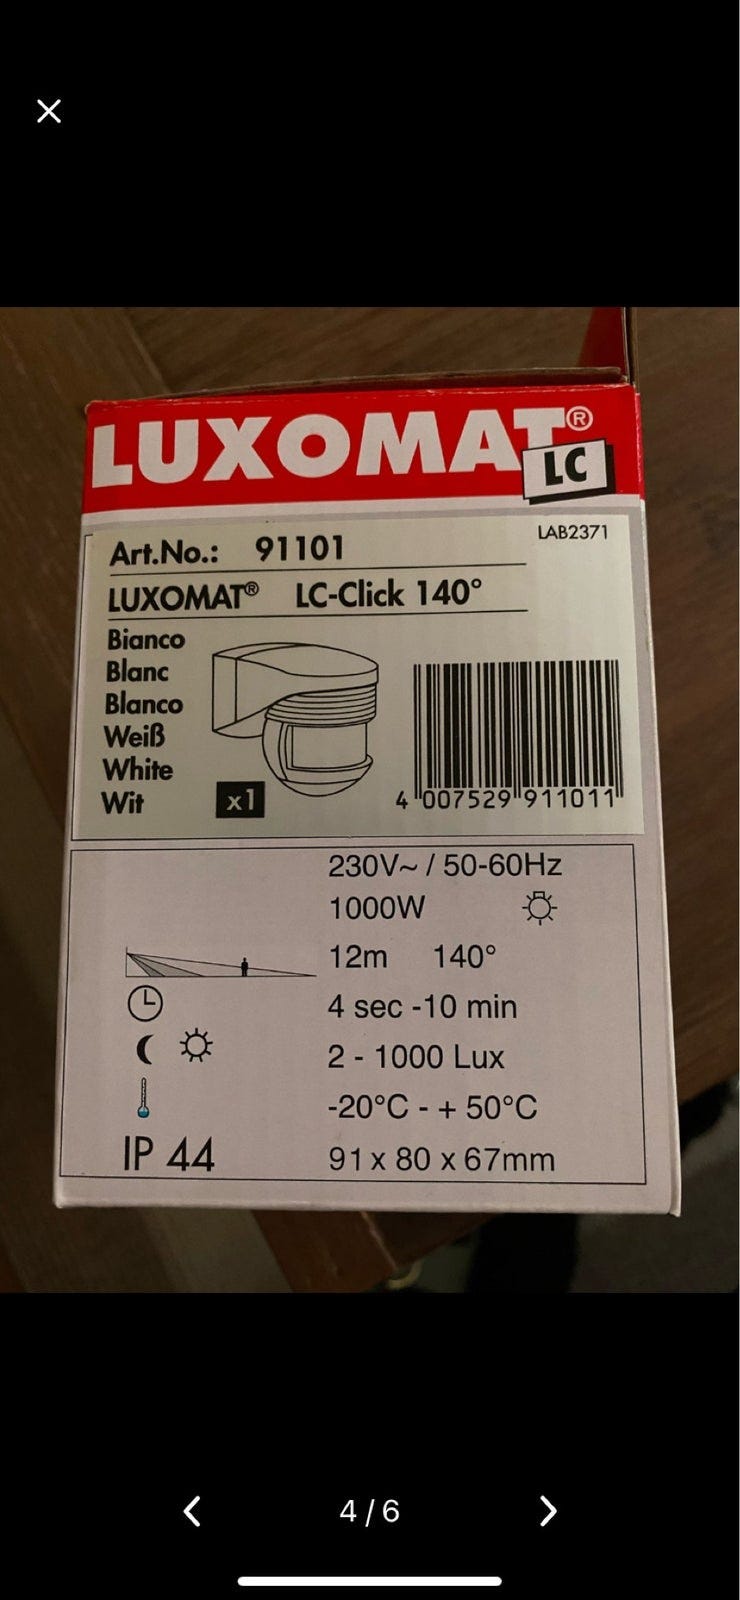 LUXOMAT®
LC
Art.No.: 91101
LAB2371
LUXOMAT® LC-Click 140°
Bianco
Blanc
Blanco
Weiß
White
Wit
x1
4 007529 911011
230V~ / 50-60Hz
1000W
12m 140°
4 sec -10 min
2 - 1000 Lux
-20°C - + 50°C
IP 44
91 x 80 x 67mm
4 / 6